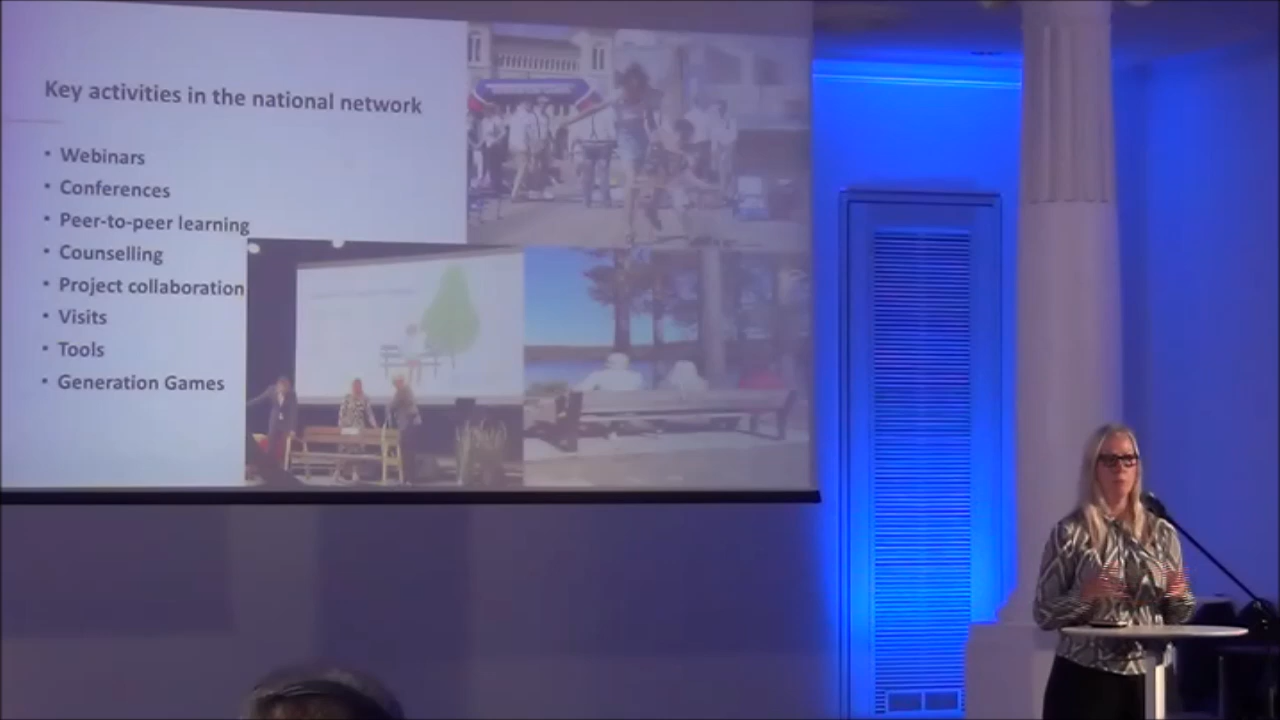 Key activities in the national network
Webinars
Conferences
Peer-to-peer learning
Counselling
Project collaboration
Visits
Tools
Generation Games